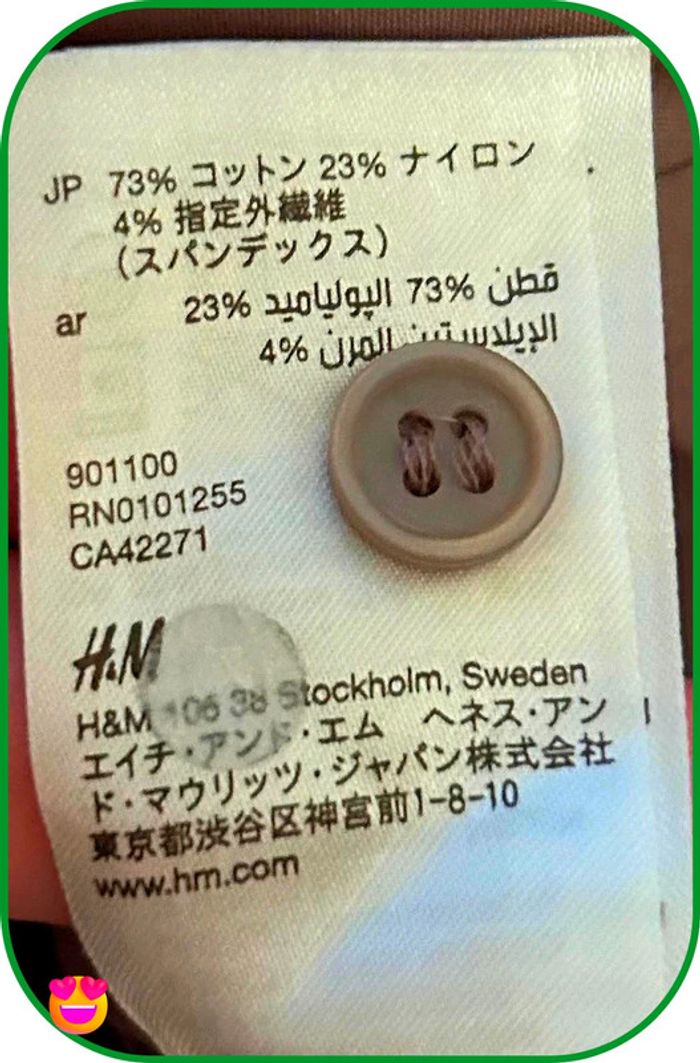 JP 73% コットン 23% ナイロン
4% 指定外繊維
(スパンデックス)
ar قطن 73% البولياميد 23%
الإيلاستين المرن 4%
901100
RN0101255
CA42271
H&M
H&M 106 38 Stockholm, Sweden
エイチ・アンド・エム ヘネス・アン
ド・マウリッツ・ジャパン株式会社
東京都渋谷区神宮前1-8-10
www.hm.com